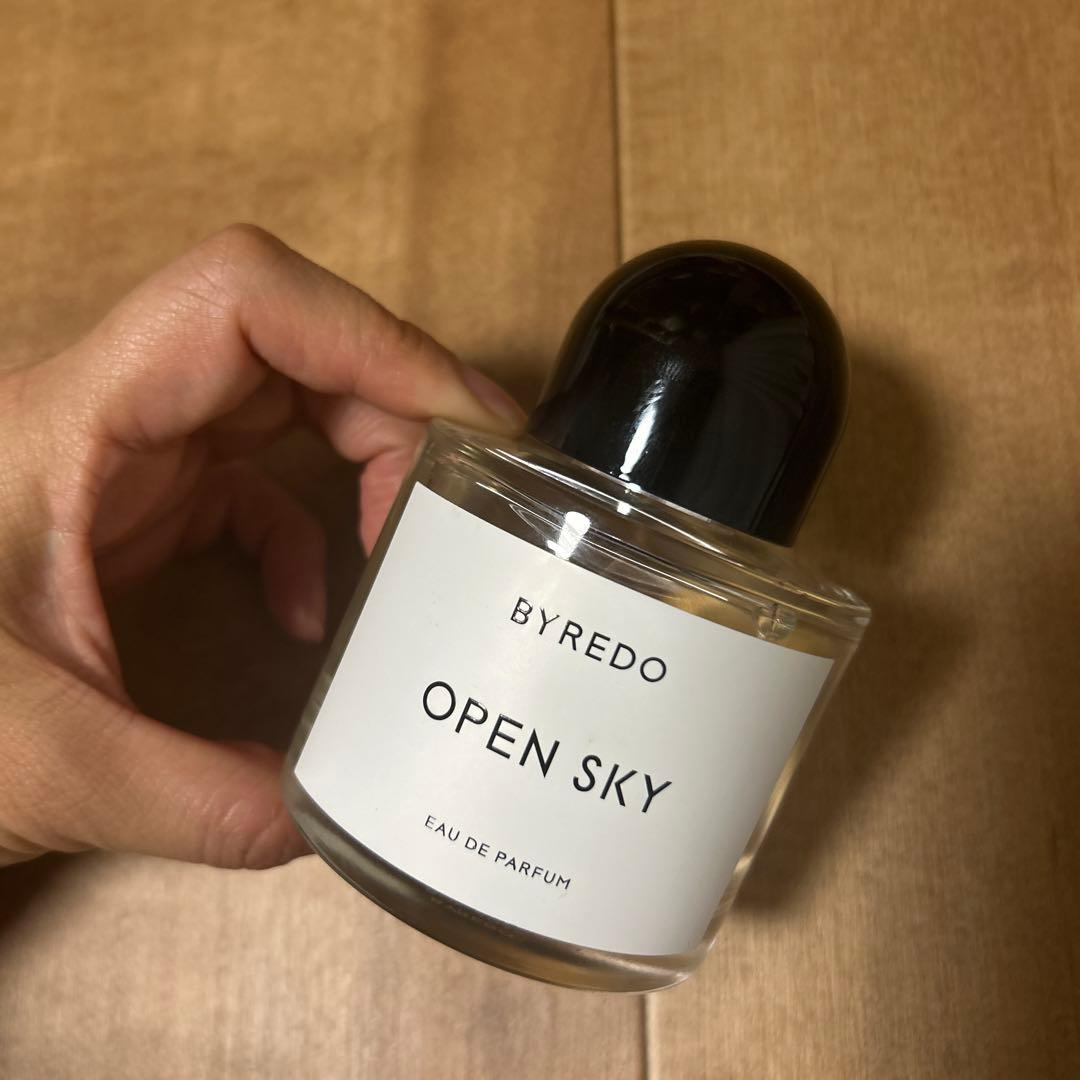 BYREDO
OPEN SKY
EAU DE PARFUM